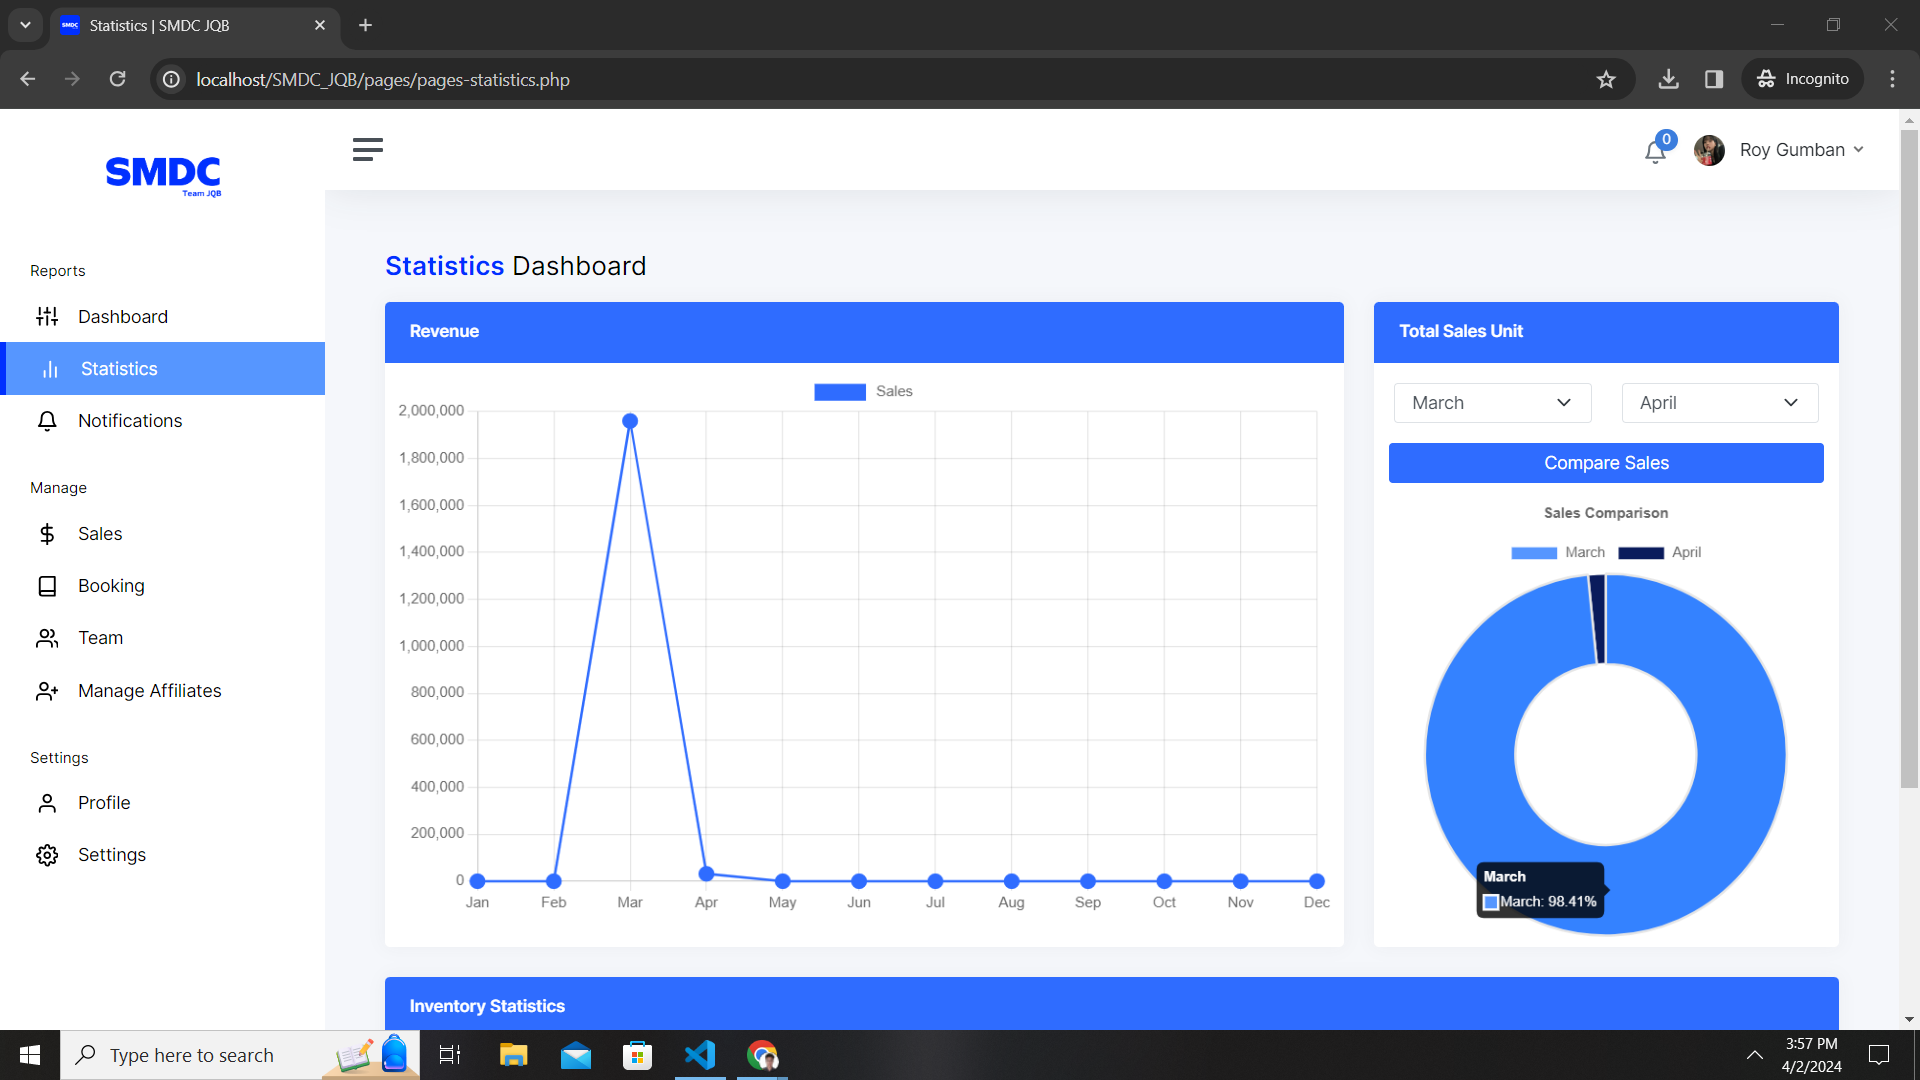 Statistics | SMDC JQB
localhost/SMDC_JQB/pages/pages-statistics.php
Incognito
SMDC
Team JQB
0
Roy Gumban
Reports
Dashboard
Statistics
Notifications
Manage
Sales
Booking
Team
Manage Affiliates
Settings
Profile
Settings
Statistics Dashboard
Revenue
Sales
2,000,000
1,800,000
1,600,000
1,400,000
1,200,000
1,000,000
800,000
600,000
400,000
200,000
0
Jan Feb Mar Apr May Jun Jul Aug Sep Oct Nov Dec
Total Sales Unit
March April
Compare Sales
Sales Comparison
March April
March
March: 98.41%
Inventory Statistics
Type here to search
3:57 PM
4/2/2024